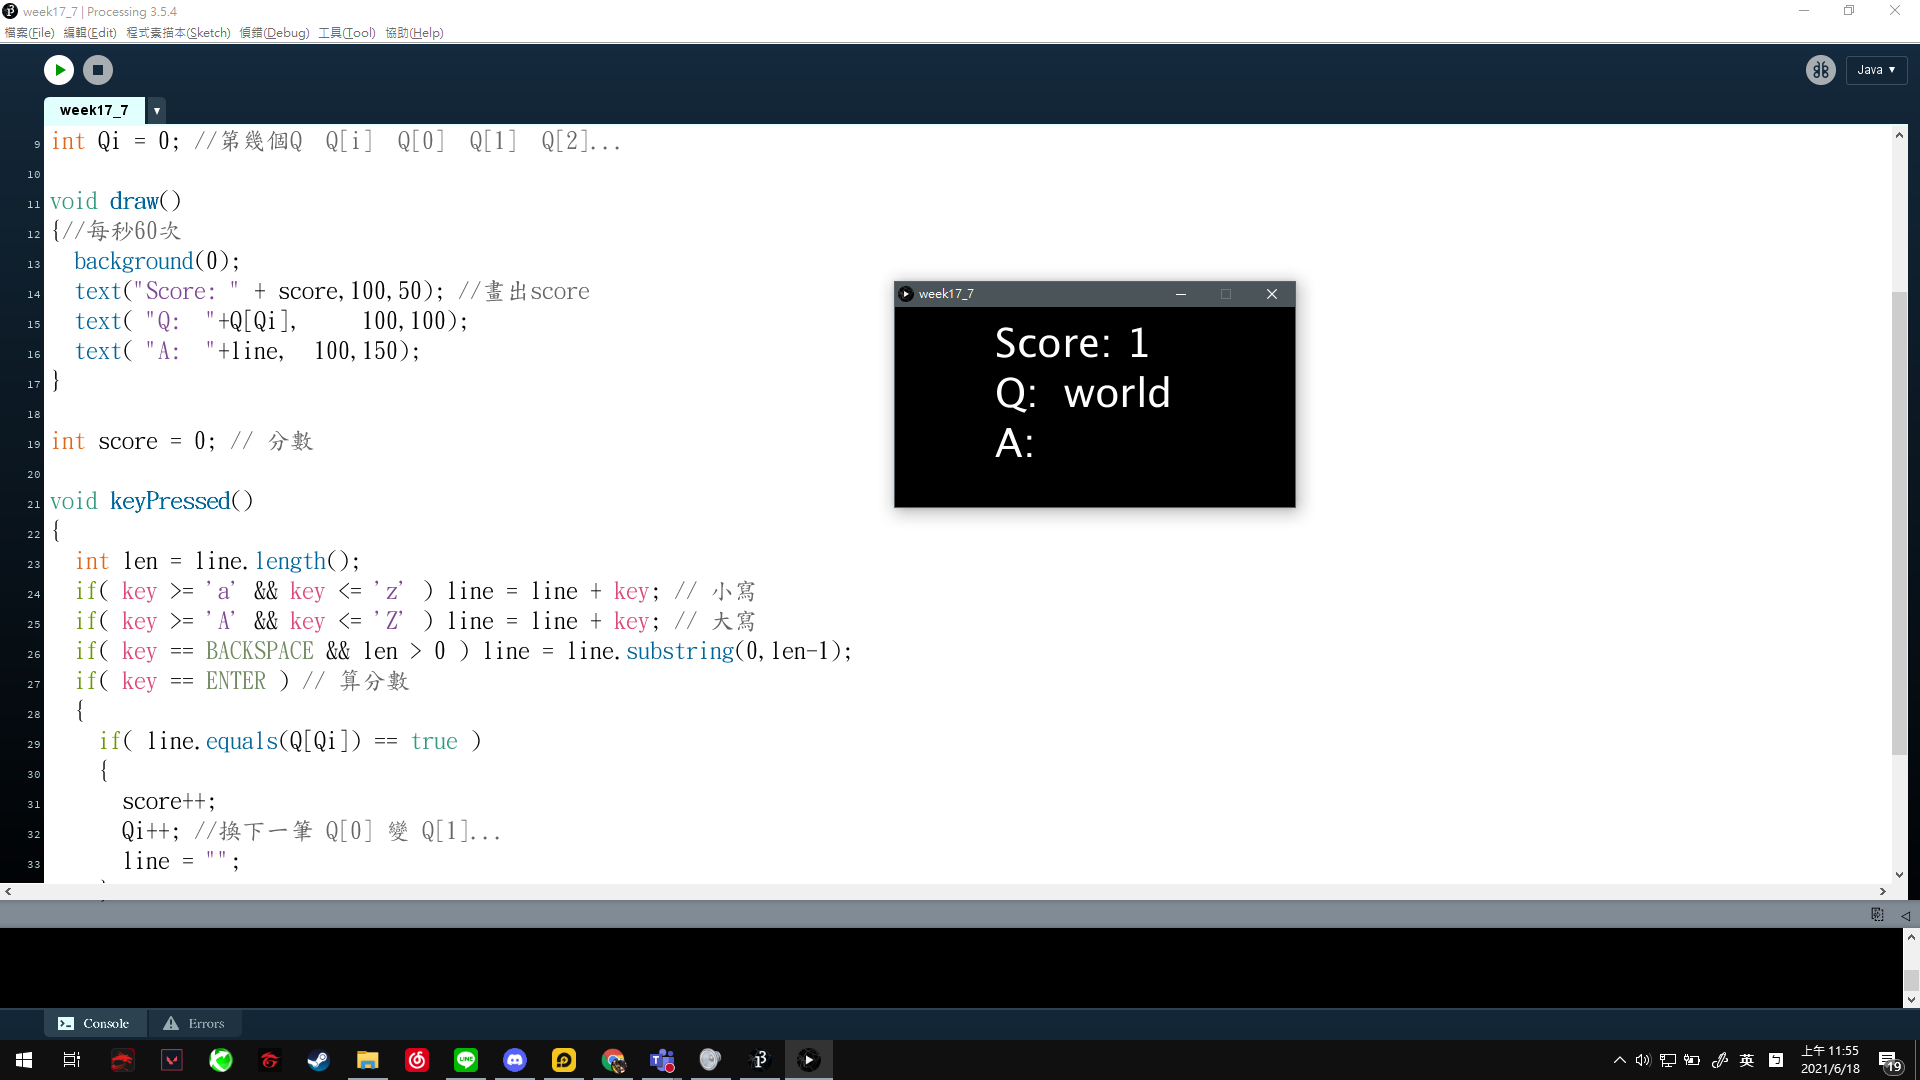 week17_7 | Processing 3.5.4
檔案(File) 編輯(Edit) 程式素描本(Sketch) 偵錯(Debug) 工具(Tool) 協助(Help)
Java ▼
week17_7 ▼
9 int Qi = 0; //第幾個Q  Q[i]  Q[0]  Q[1]  Q[2]...
10
11 void draw()
12 {//每秒60次
13   background(0);
14   text("Score: " + score,100,50); //畫出score
15   text( "Q:  "+Q[Qi],     100,100);
16   text( "A:  "+line,  100,150);
17 }
18
19 int score = 0; // 分數
20
21 void keyPressed()
22 {
23   int len = line.length();
24   if( key >= 'a' && key <= 'z' ) line = line + key; // 小寫
25   if( key >= 'A' && key <= 'Z' ) line = line + key; // 大寫
26   if( key == BACKSPACE && len > 0 ) line = line.substring(0,len-1);
27   if( key == ENTER ) // 算分數
28   {
29     if( line.equals(Q[Qi]) == true )
30     {
31       score++;
32       Qi++; //換下一筆 Q[0] 變 Q[1]...
33       line = "";
week17_7
Score: 1
Q:  world
A:
Console Errors
英
上午 11:55
2021/6/18
19